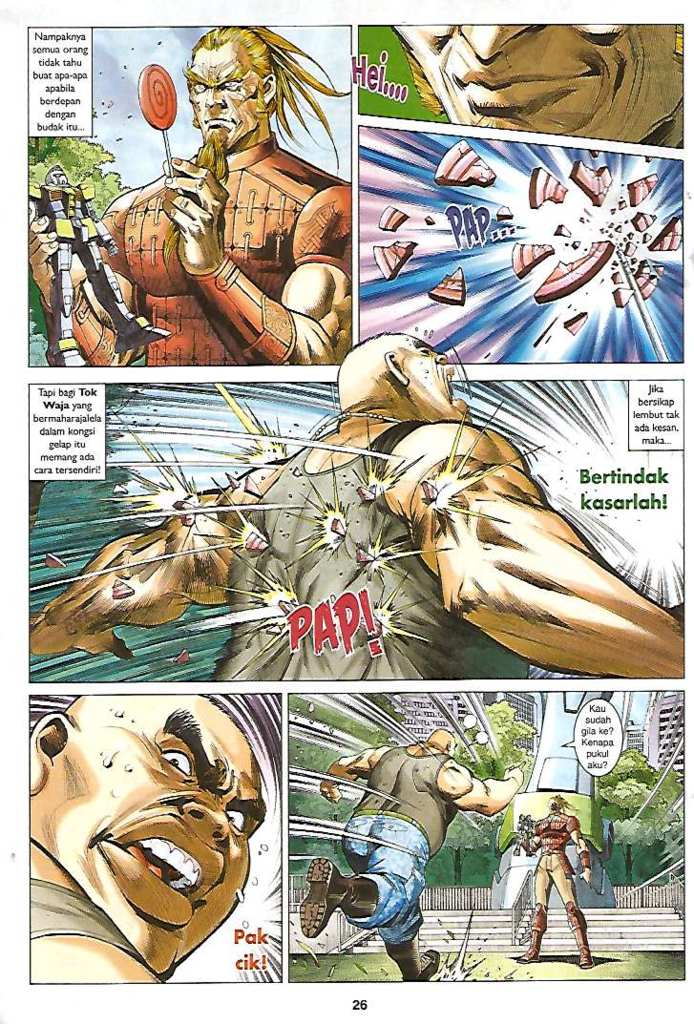 Nampaknya
semua orang
tidak tahu
buat apa-apa
apabila
berdepan
dengan
budak itu...
Hei....
PAP...
Tapi bagi Tok
Waja yang
bermaharajalela
dalam kongsi
gelap itu
memang ada
cara tersendiri!
Jika
bersikap
lembut tak
ada kesan,
maka...
Bertindak
kasarlah!
PAP!
Pak
cik!
Kau
sudah
gila ke?
Kenapa
pukul
aku?
26